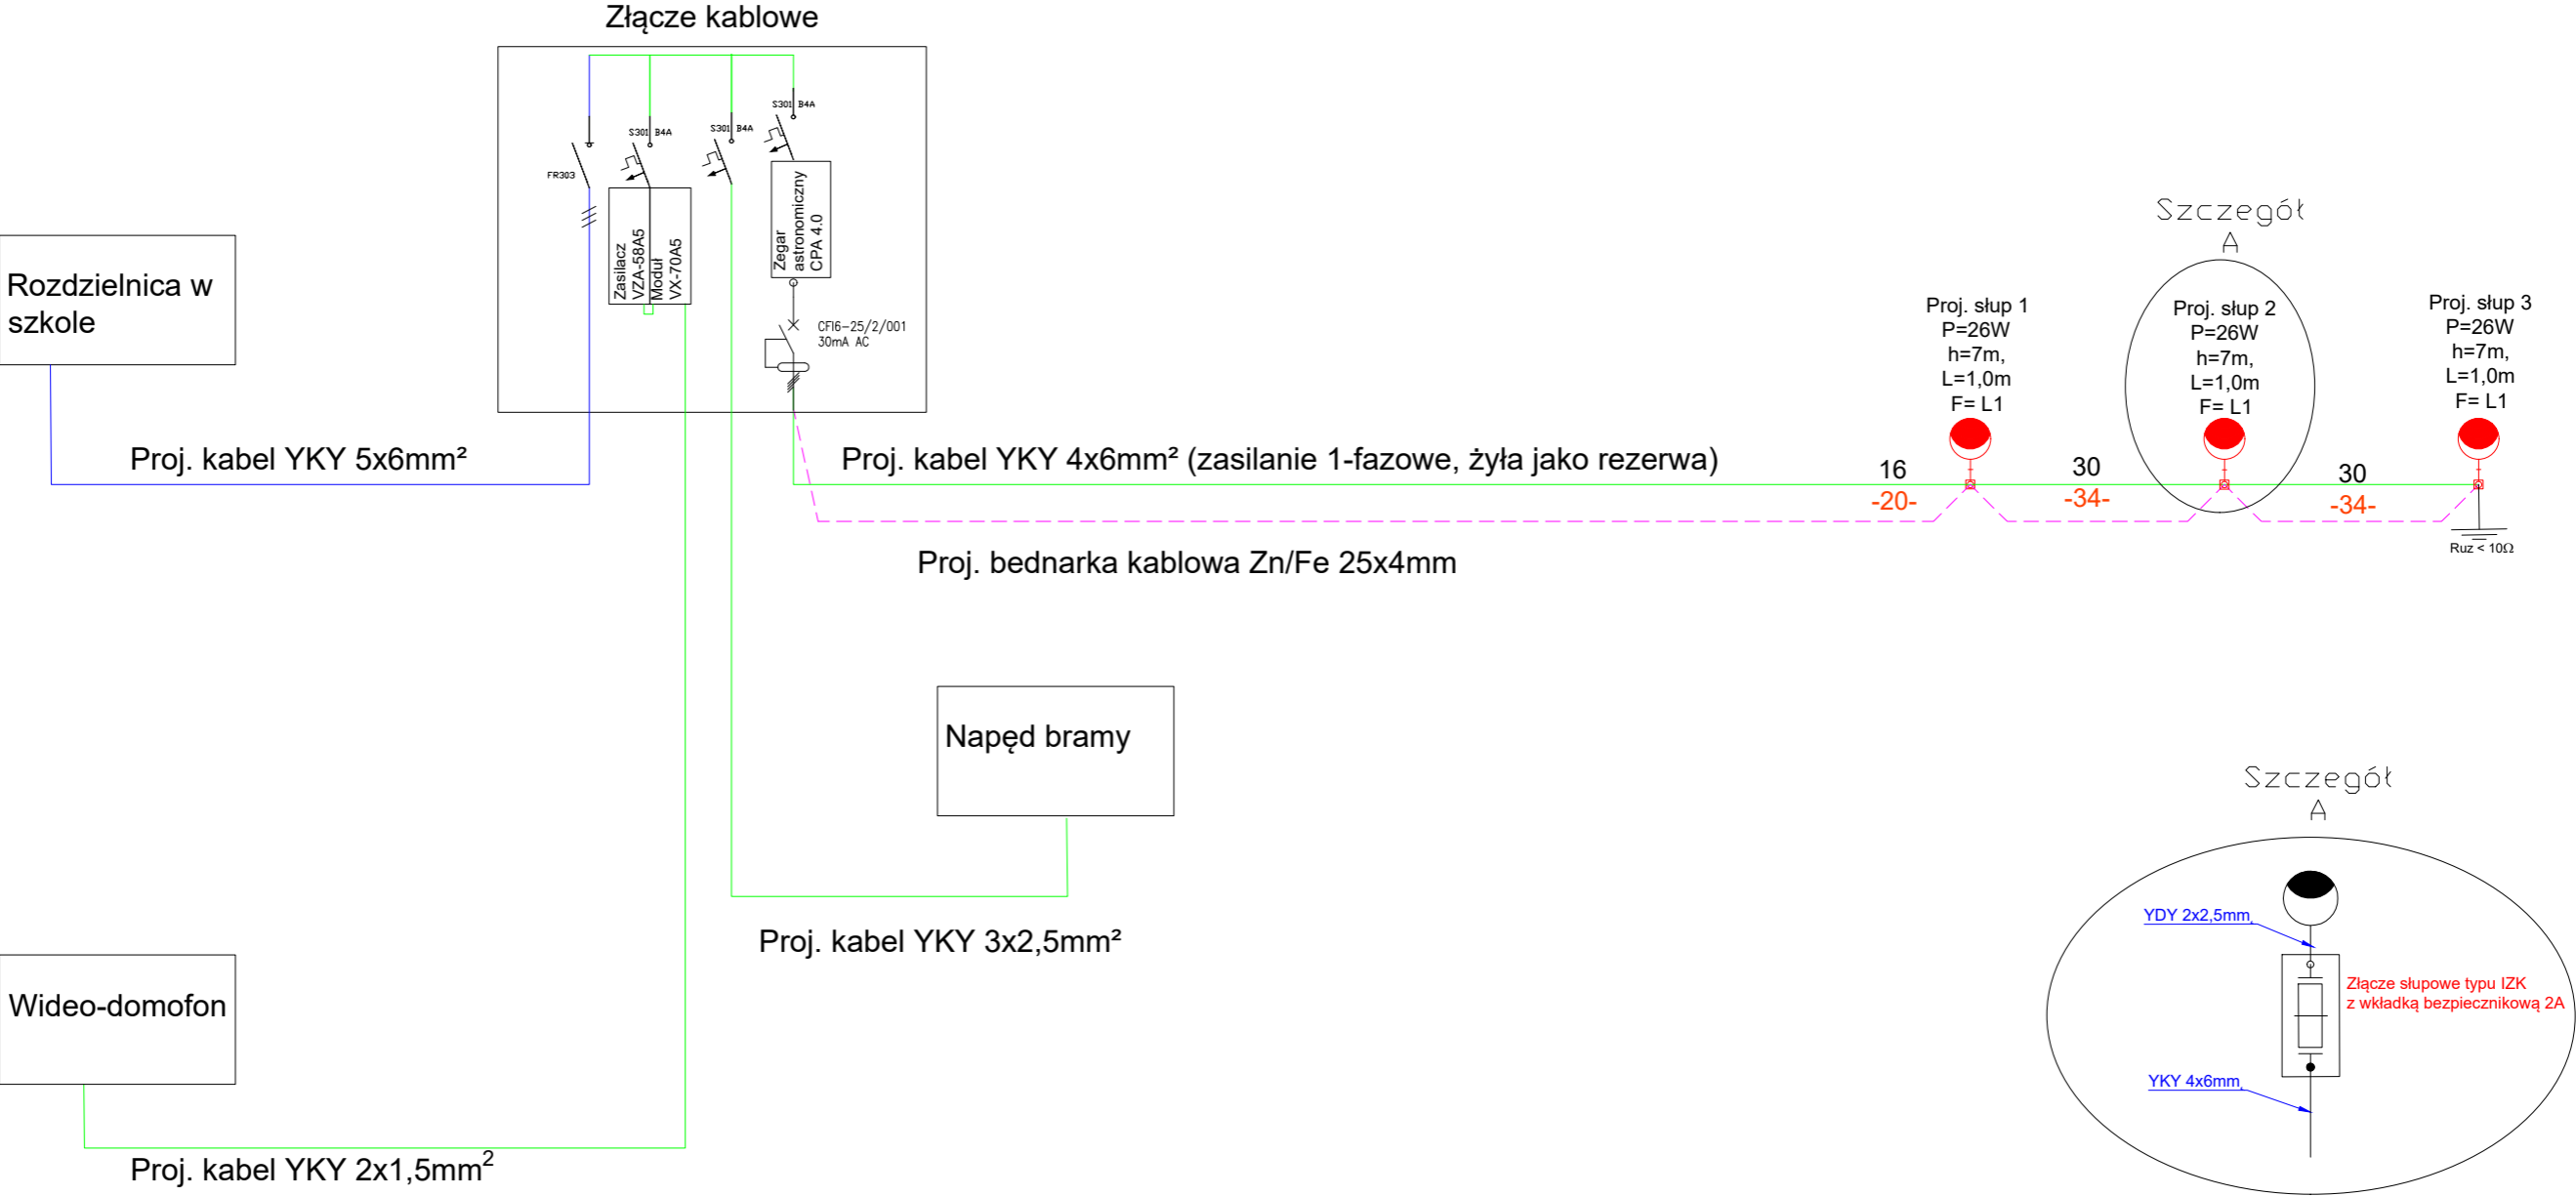 Złącze kablowe
S301 B4A
S301 B4A
S301 B4A
FR303
Zasilacz
VZA-58A5
Moduł
VX-70A5
Zegar
astronomiczny
CPA 4.0
CFI6-25/2/001
30mA AC
Rozdzielnica w
szkole
Proj. kabel YKY 5x6mm²
Proj. kabel YKY 4x6mm² (zasilanie 1-fazowe, żyła jako rezerwa)
Proj. bednarka kablowa Zn/Fe 25x4mm
Szczegół
A
Proj. słup 1
P=26W
h=7m,
L=1,0m
F= L1
Proj. słup 2
P=26W
h=7m,
L=1,0m
F= L1
Proj. słup 3
P=26W
h=7m,
L=1,0m
F= L1
16
-20-
30
-34-
30
-34-
Ruz < 10Ω
Napęd bramy
Proj. kabel YKY 3x2,5mm²
Wideo-domofon
Proj. kabel YKY 2x1,5mm²
Szczegół
A
YDY 2x2,5mm,
Złącze słupowe typu IZK
z wkładką bezpiecznikową 2A
YKY 4x6mm,